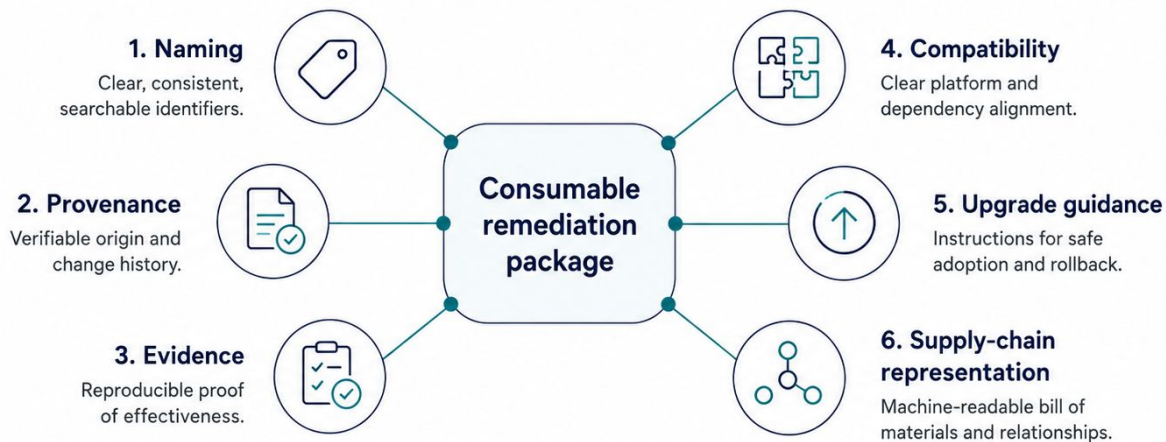 1. Naming
Clear, consistent,
searchable identifiers.
2. Provenance
Verifiable origin and
change history.
3. Evidence
Reproducible proof
of effectiveness.
Consumable
remediation
package
4. Compatibility
Clear platform and
dependency alignment.
5. Upgrade guidance
Instructions for safe
adoption and rollback.
6. Supply-chain
representation
Machine-readable bill of
materials and relationships.